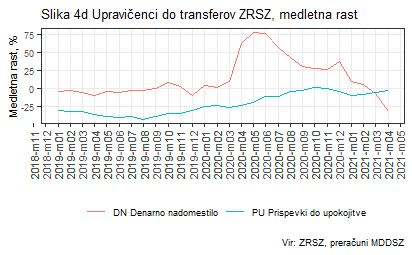 Slika 4d Upravičenci do transferov ZRSZ, medletna rast
Medletna rast, %
75
50
25
0
-25
2018-m11
2018-m12
2019-m01
2019-m02
2019-m03
2019-m04
2019-m05
2019-m06
2019-m07
2019-m08
2019-m09
2019-m10
2019-m11
2019-m12
2020-m01
2020-m02
2020-m03
2020-m04
2020-m05
2020-m06
2020-m07
2020-m08
2020-m09
2020-m10
2020-m11
2020-m12
2021-m01
2021-m02
2021-m03
2021-m04
2021-m05
DN Denarno nadomestilo PU Prispevki do upokojitve
Vir: ZRSZ, preračuni MDDSZ